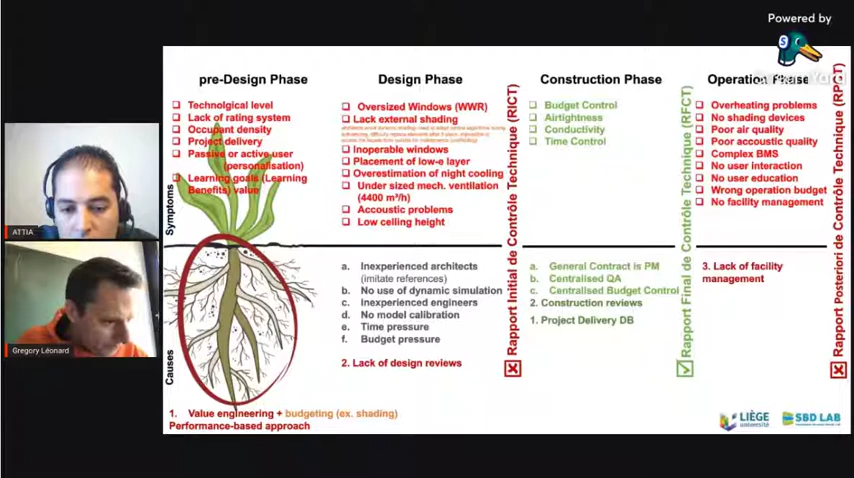 Powered by
pre-Design Phase
Technolgical level
Lack of rating system
Occupant density
Project delivery
Passive or active user
(personalisation)
Learning goals (Learning
Benefits) value
Design Phase
Oversized Windows (WWR)
Lack external shading
Inoperable windows
Placement of low-e layer
Overestimation of night cooling
Under sized mech. ventilation
(4400 m³/h)
Accoustic problems
Low celling height
Construction Phase
Budget Control
Airtightness
Conductivity
Time Control
Operation Phase
Overheating problems
No shading devices
Poor air quality
Poor accoustic quality
Complex BMS
No user interaction
No user education
Wrong operation budget
No facility management
Symptoms
ATTIA
Gregory Léonard
Causes
a. Inexperienced architects
(imitate references)
b. No use of dynamic simulation
c. Inexperienced engineers
d. No model calibration
e. Time pressure
f. Budget pressure
2. Lack of design reviews
a. General Contract is PM
b. Centralised QA
c. Centralised Budget Control
2. Construction reviews
1. Project Delivery DB
3. Lack of facility
management
Rapport Initial de Contrôle Technique (RICT)
Rapport Final de Contrôle Technique (RFCT)
Rapport Posteriori de Contrôle Technique (RPCT)
1. Value engineering + budgeting (ex. shading)
Performance-based approach
LIÈGE
université
SBD LAB